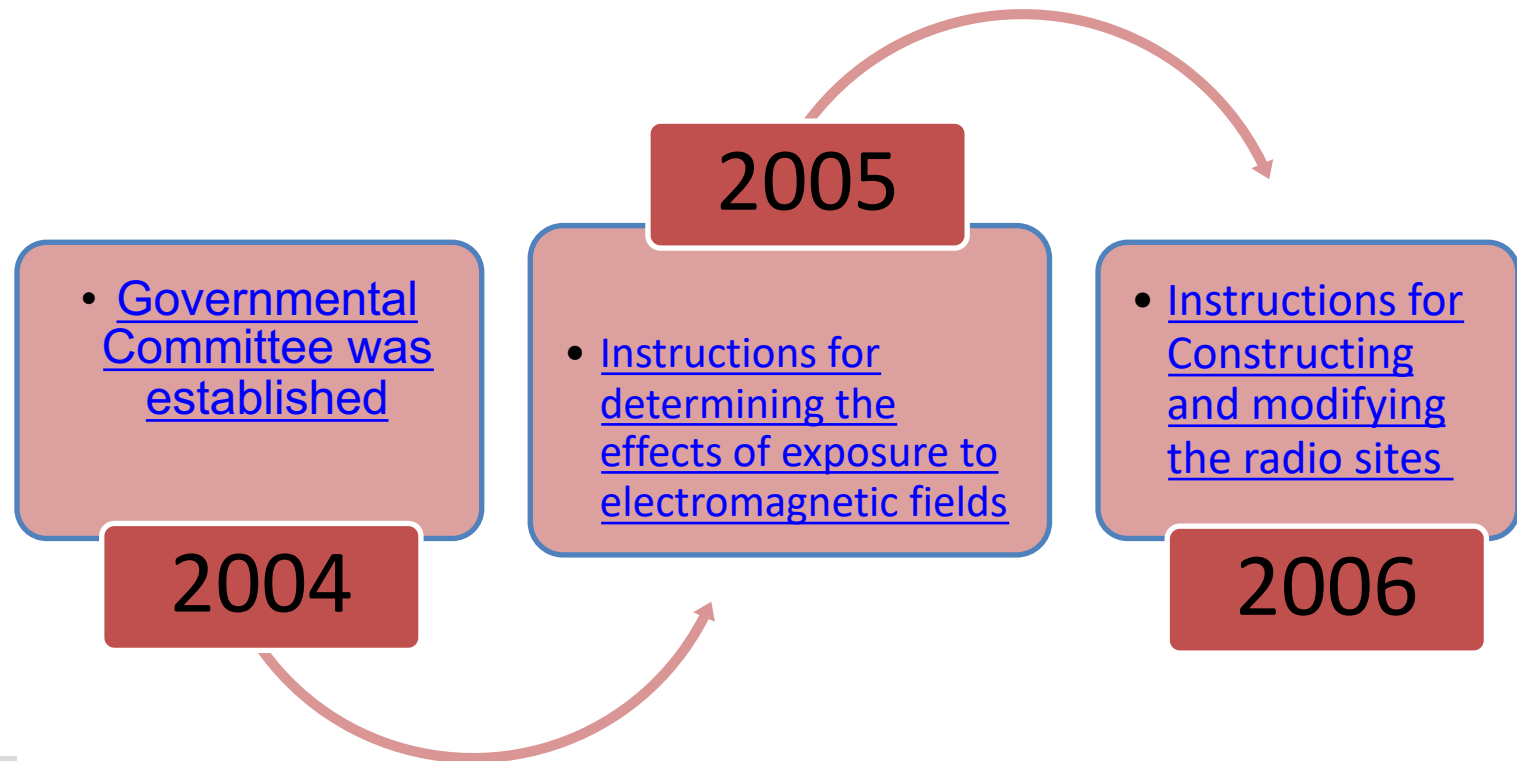 • Governmental
Committee was
established
2004
2005
• Instructions for
determining the
effects of exposure to
electromagnetic fields
• Instructions for
Constructing
and modifying
the radio sites
2006